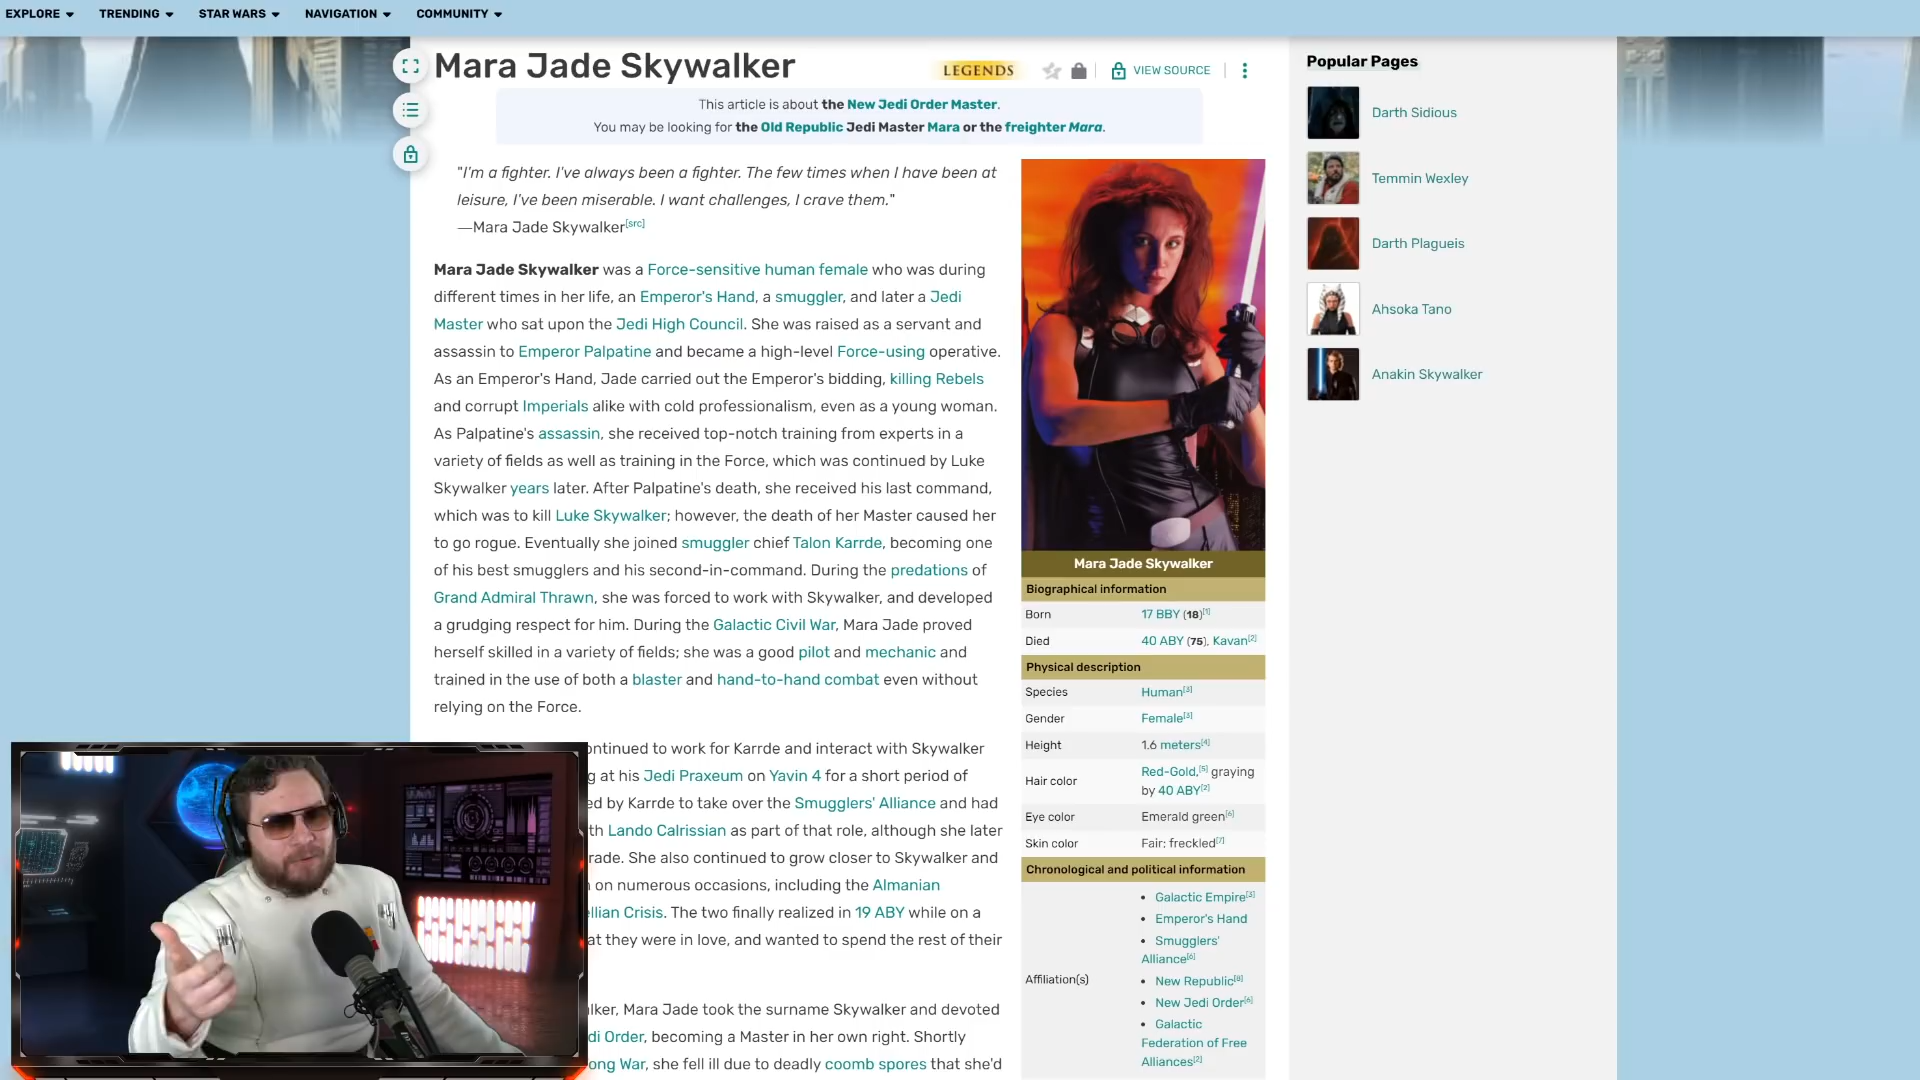 EXPLORE
TRENDING
STAR WARS
NAVIGATION
COMMUNITY
Mara Jade Skywalker
LEGENDS
VIEW SOURCE
This article is about the New Jedi Order Master.
You may be looking for the Old Republic Jedi Master Mara or the freighter Mara.
"I'm a fighter. I've always been a fighter. The few times when I have been at
leisure, I've been miserable. I want challenges, I crave them."
—Mara Jade Skywalker[src]
Mara Jade Skywalker was a Force-sensitive human female who was during
different times in her life, an Emperor's Hand, a smuggler, and later a Jedi
Master who sat upon the Jedi High Council. She was raised as a servant and
assassin to Emperor Palpatine and became a high-level Force-using operative.
As an Emperor's Hand, Jade carried out the Emperor's bidding, killing Rebels
and corrupt Imperials alike with cold professionalism, even as a young woman.
As Palpatine's assassin, she received top-notch training from experts in a
variety of fields as well as training in the Force, which was continued by Luke
Skywalker years later. After Palpatine's death, she received his last command,
which was to kill Luke Skywalker; however, the death of her Master caused her
to go rogue. Eventually she joined smuggler chief Talon Karrde, becoming one
of his best smugglers and his second-in-command. During the predations of
Grand Admiral Thrawn, she was forced to work with Skywalker, and developed
a grudging respect for him. During the Galactic Civil War, Mara Jade proved
herself skilled in a variety of fields; she was a good pilot and mechanic and
trained in the use of both a blaster and hand-to-hand combat even without
relying on the Force.
ontinued to work for Karrde and interact with Skywalker
g at his Jedi Praxeum on Yavin 4 for a short period of
ed by Karrde to take over the Smugglers' Alliance and had
th Lando Calrissian as part of that role, although she later
rade. She also continued to grow closer to Skywalker and
on numerous occasions, including the Almanian
ellian Crisis. The two finally realized in 19 ABY while on a
at they were in love, and wanted to spend the rest of their
lker, Mara Jade took the surname Skywalker and devoted
di Order, becoming a Master in her own right. Shortly
ong War, she fell ill due to deadly coomb spores that she'd
Mara Jade Skywalker
Biographical information
Born 17 BBY (18)[1]
Died 40 ABY (75), Kavan[2]
Physical description
Species Human[3]
Gender Female[3]
Height 1.6 meters[4]
Hair color Red-Gold,[5] graying
by 40 ABY[2]
Eye color Emerald green[6]
Skin color Fair; freckled[7]
Chronological and political information
Affiliation(s)
• Galactic Empire[3]
• Emperor's Hand
• Smugglers'
Alliance[6]
• New Republic[8]
• New Jedi Order[6]
• Galactic
Federation of Free
Alliances[2]
Popular Pages
Darth Sidious
Temmin Wexley
Darth Plagueis
Ahsoka Tano
Anakin Skywalker